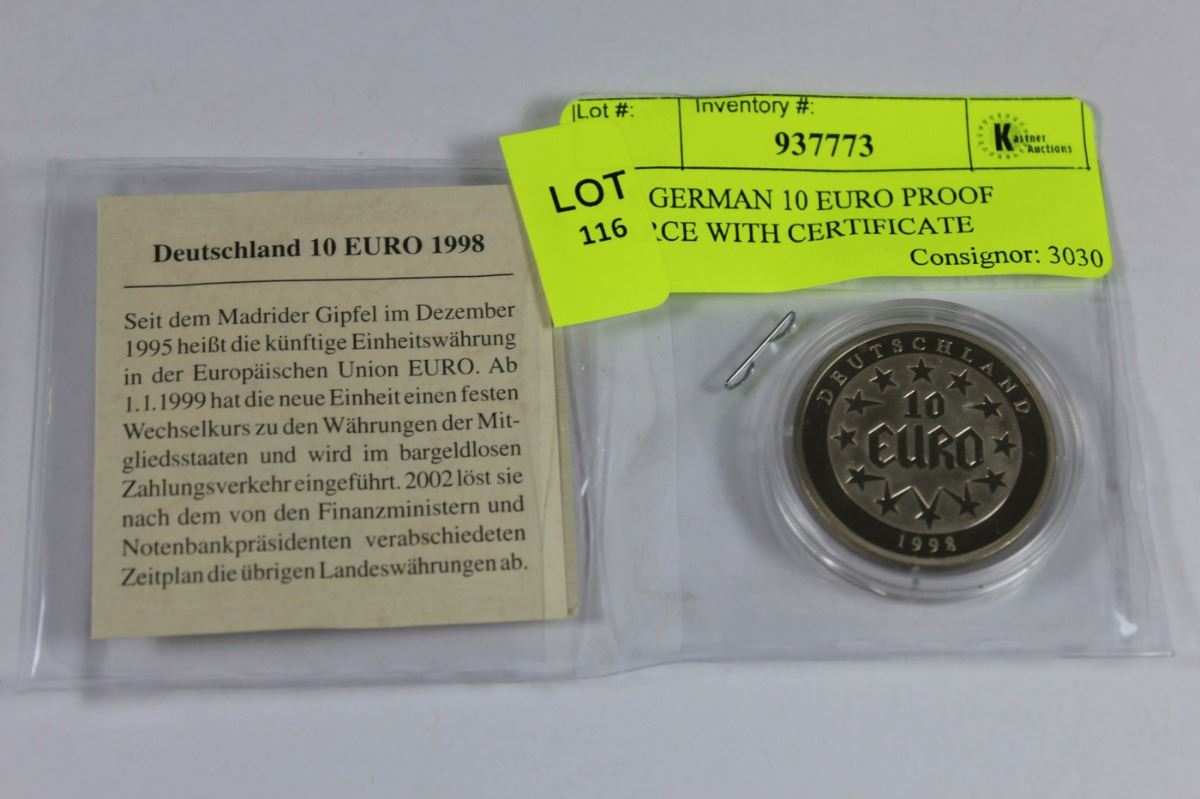 Deutschland 10 EURO 1998
Seit dem Madrider Gipfel im Dezember
1995 heißt die künftige Einheitswährung
in der Europäischen Union EURO. Ab
1.1.1999 hat die neue Einheit einen festen
Wechselkurs zu den Währungen der Mit-
gliedsstaaten und wird im bargeldlosen
Zahlungsverkehr eingeführt. 2002 löst sie
nach dem von den Finanzministern und
Notenbankpräsidenten verabschiedeten
Zeitplan die übrigen Landeswährungen ab.
Lot #:
Inventory #:
937773
Kastner
Auctions
LOT
116
GERMAN 10 EURO PROOF
WITH CERTIFICATE
Consignor: 3030
DEUTSCHLAND
10
EURO
1998